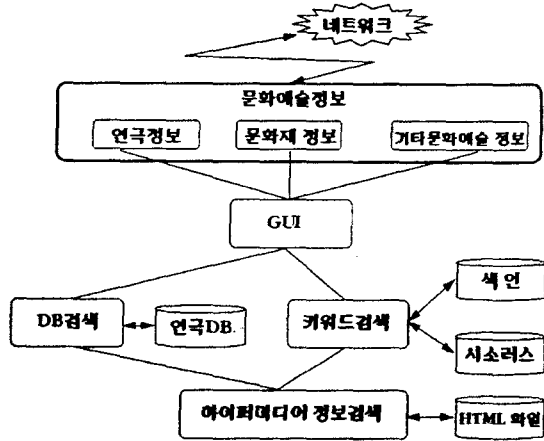 네트워크
문화예술정보
연극정보
문화재 정보
기타문화예술 정보
GUI
색 인
DB검색
연극DB.
키워드검색
시소러스
하이퍼미디어 정보검색
HTML 화일